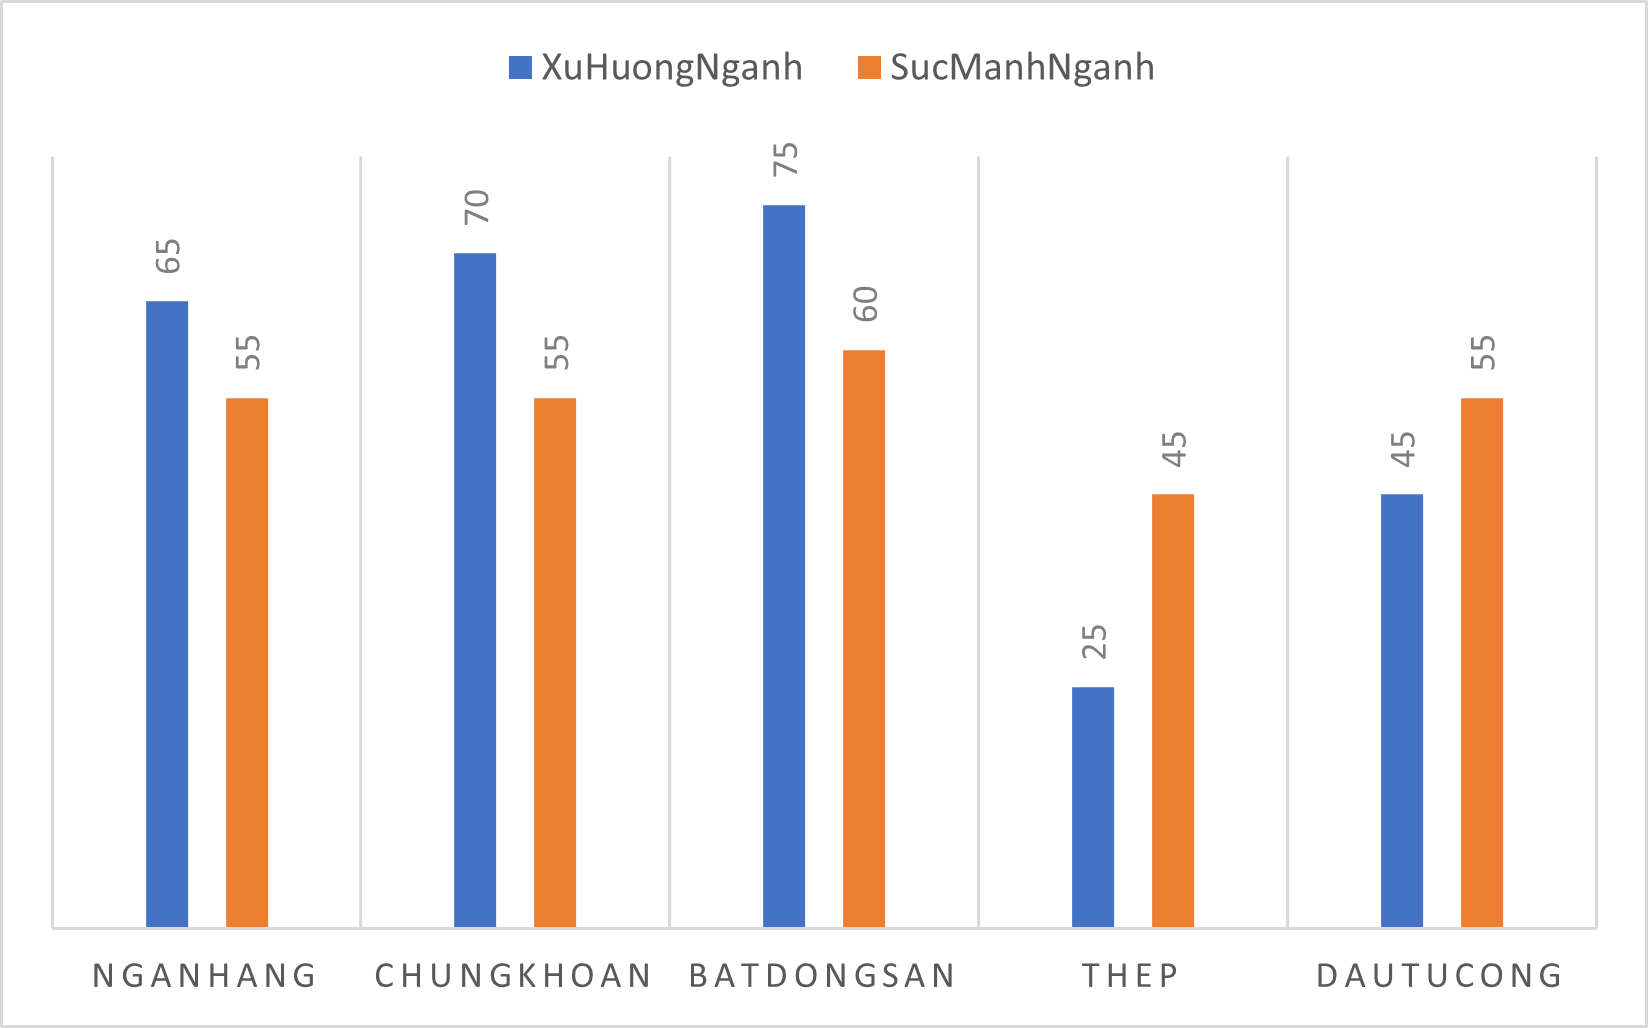 XuHuongNganh SucManhNganh
65 55 70 55 75 60 25 45 45 55
NGANHANG CHUNGKHOAN BATDONGSAN THEP DAUTUCONG